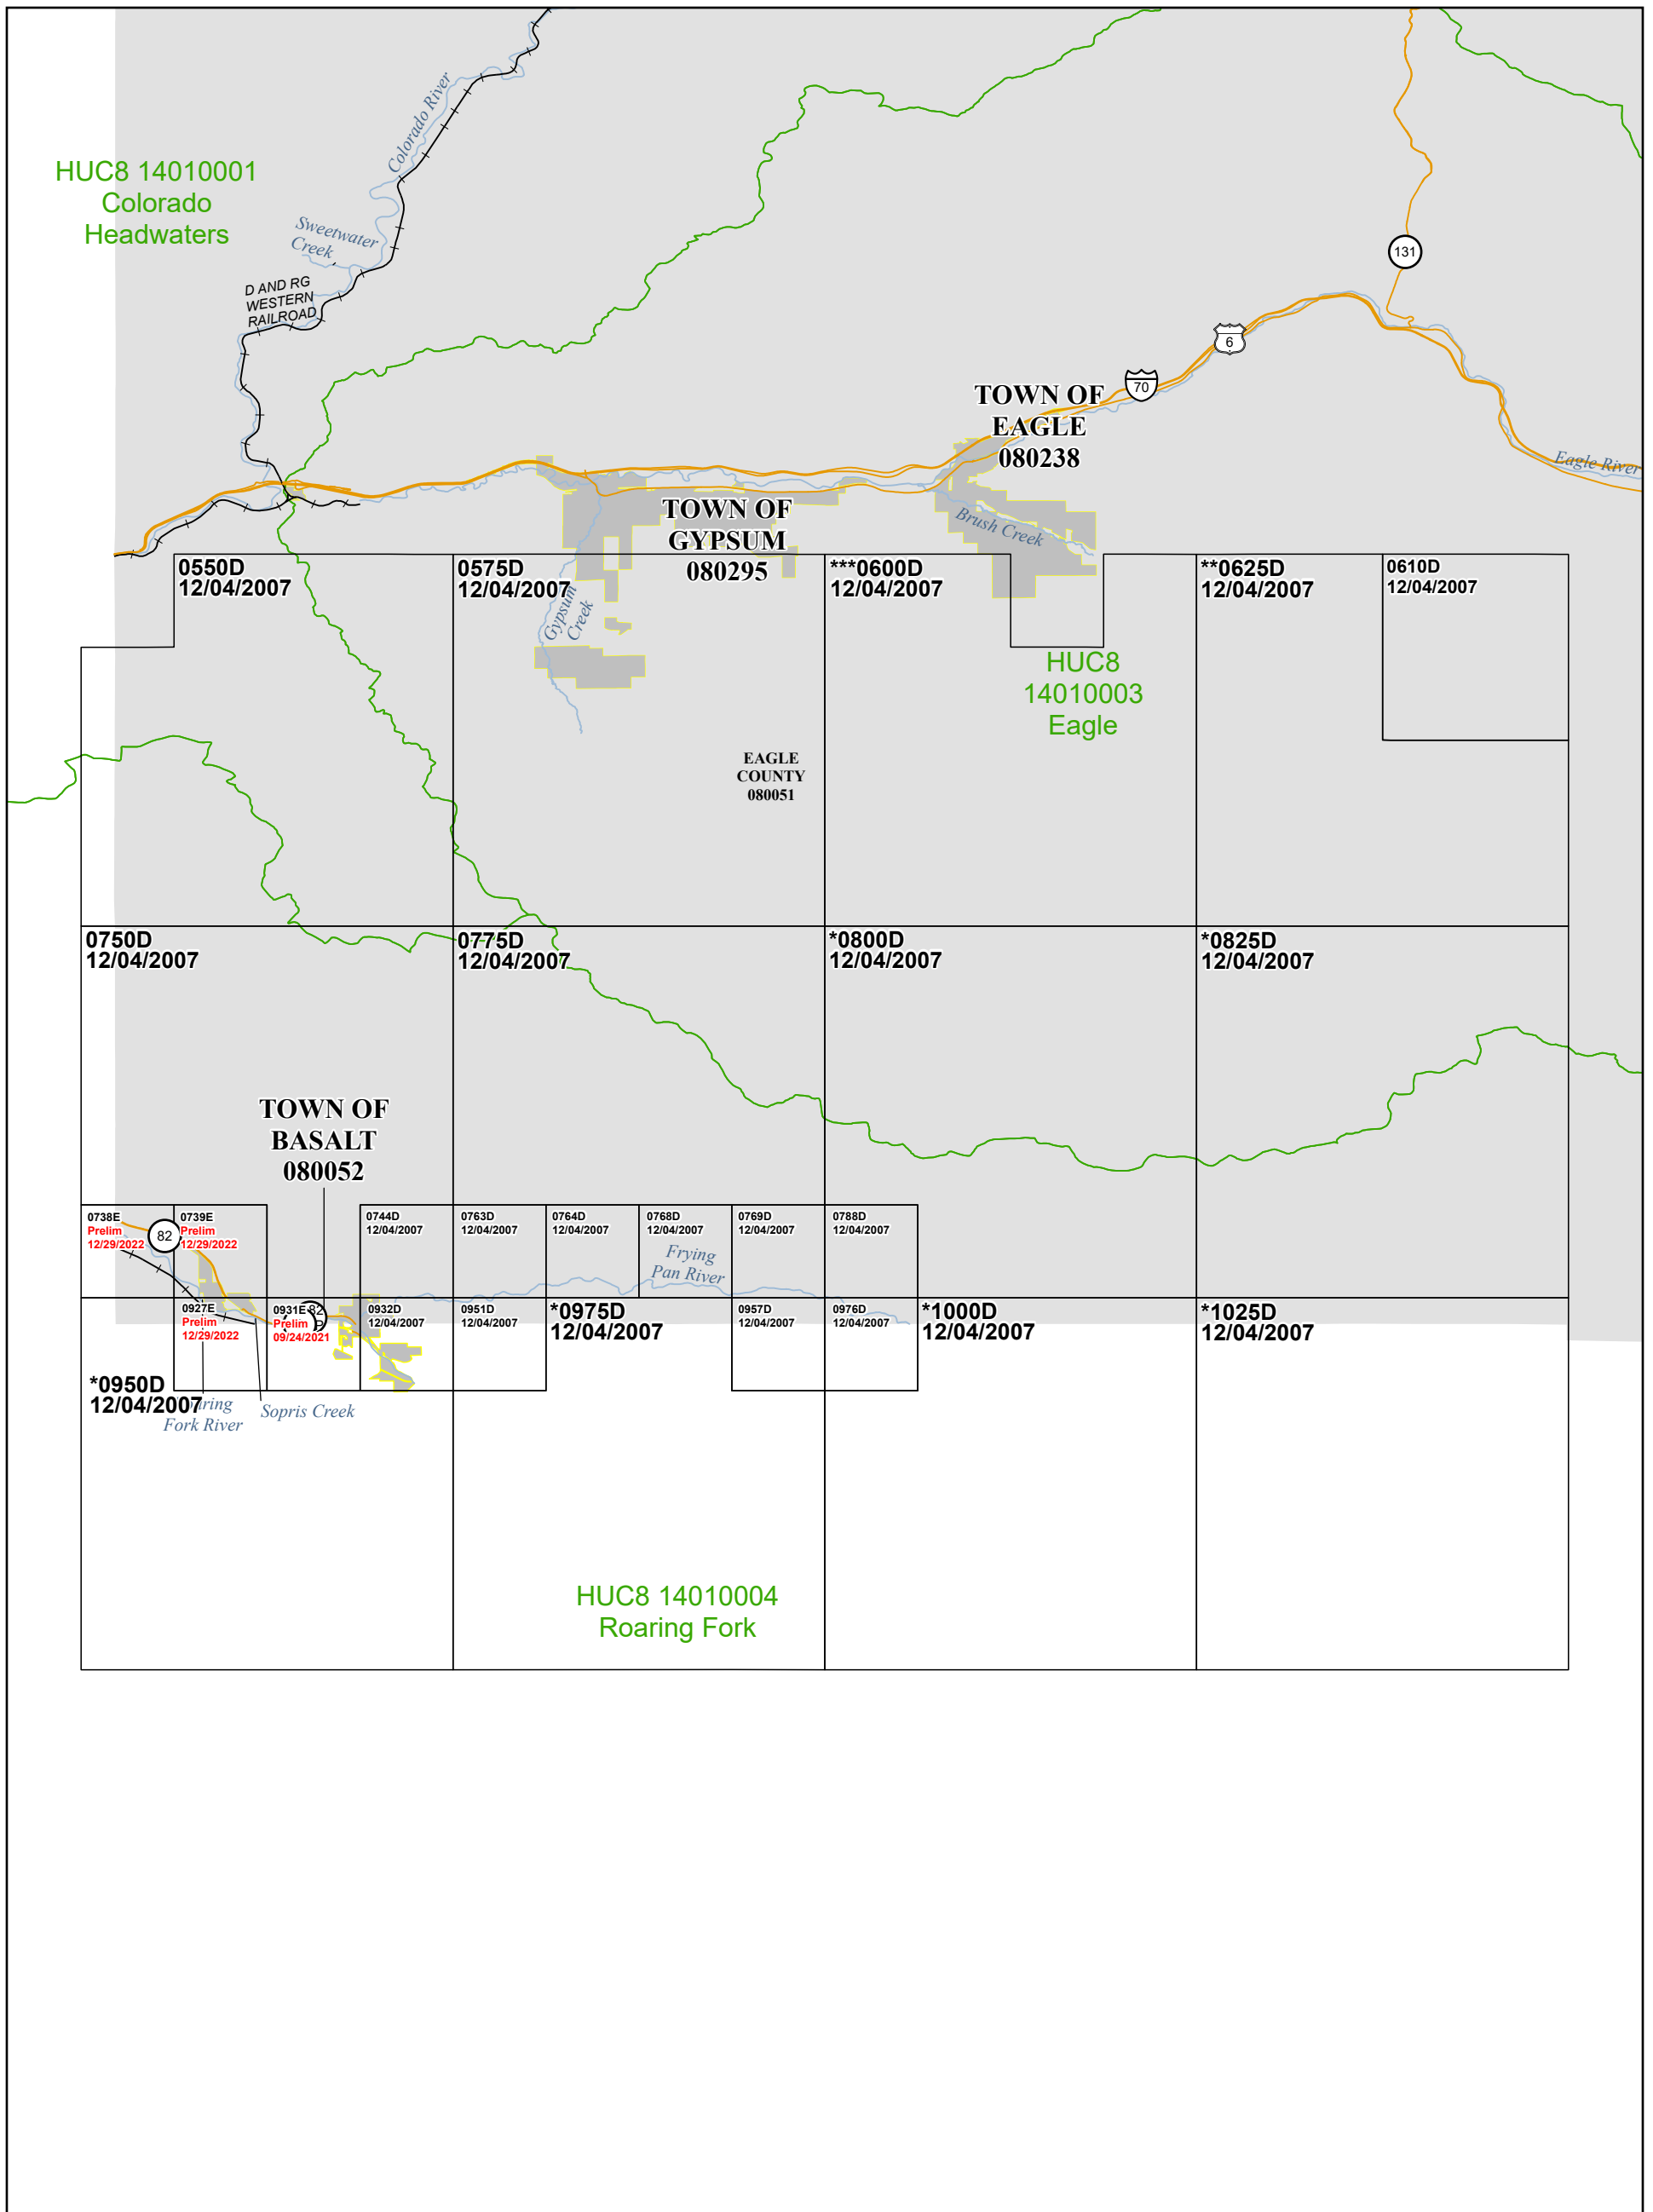 Colorado River
HUC8 14010001
Colorado
Headwaters
Sweetwater
Creek
131
D AND RG
WESTERN
RAILROAD
6
70
TOWN OF
EAGLE
080238
Eagle River
TOWN OF
GYPSUM
080295
Brush Creek
0550D
12/04/2007
0575D
12/04/2007
***0600D
12/04/2007
**0625D
12/04/2007
0610D
12/04/2007
Gypsum
Creek
HUC8
14010003
Eagle
EAGLE
COUNTY
080051
0750D
12/04/2007
0775D
12/04/2007
*0800D
12/04/2007
*0825D
12/04/2007
TOWN OF
BASALT
080052
0738E
Prelim
12/29/2022
82
0739E
Prelim
12/29/2022
0744D
12/04/2007
0763D
12/04/2007
0764D
12/04/2007
0768D
12/04/2007
0769D
12/04/2007
0788D
12/04/2007
Frying
Pan River
0927E
Prelim
12/29/2022
0931E
Prelim
09/24/2021
82
0932D
12/04/2007
0951D
12/04/2007
*0975D
12/04/2007
0957D
12/04/2007
0976D
12/04/2007
*1000D
12/04/2007
*1025D
12/04/2007
*0950D
12/04/2007
Fork River
Sopris Creek
HUC8 14010004
Roaring Fork